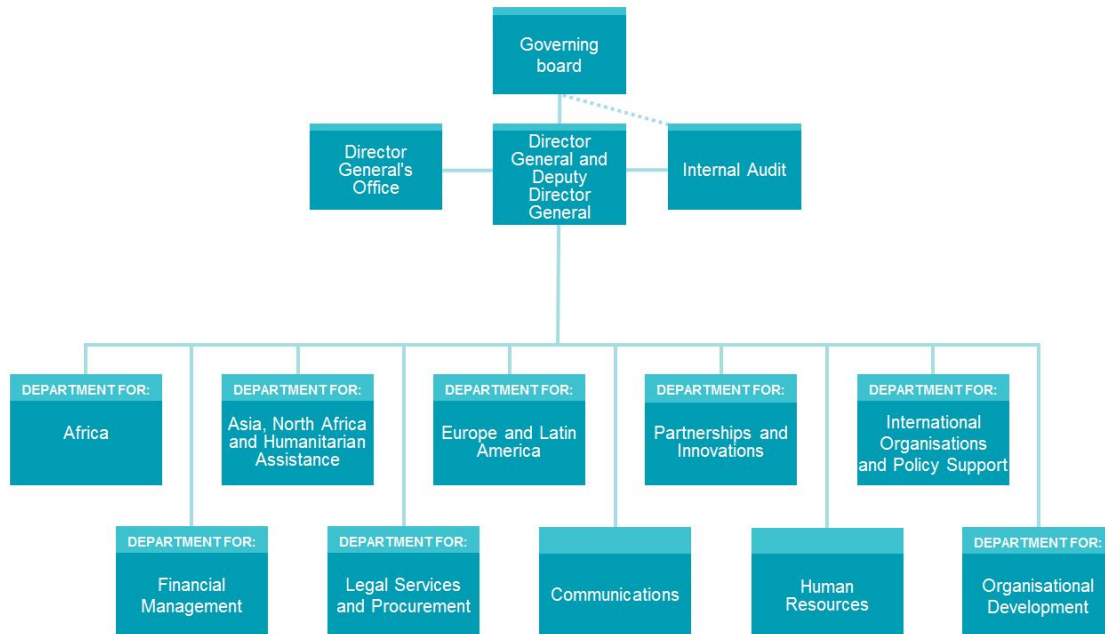 Governing
board
Director
General's
Office
Director
General and
Deputy
Director
General
Internal Audit
DEPARTMENT FOR:
Africa
DEPARTMENT FOR:
Asia, North Africa
and Humanitarian
Assistance
DEPARTMENT FOR:
Europe and Latin
America
DEPARTMENT FOR:
Partnerships and
Innovations
DEPARTMENT FOR:
International
Organisations
and Policy Support
DEPARTMENT FOR:
Financial
Management
DEPARTMENT FOR:
Legal Services
and Procurement
Communications
Human
Resources
DEPARTMENT FOR:
Organisational
Development